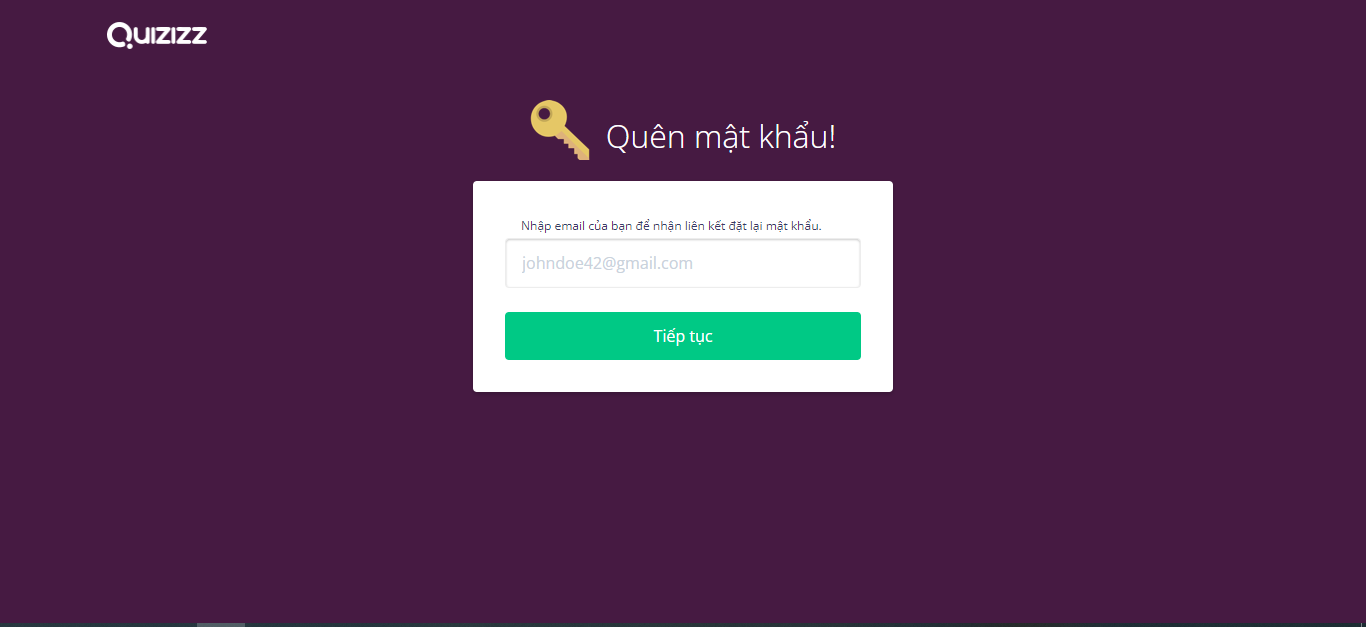 Quizizz
Quên mật khẩu!
Nhập email của bạn để nhận liên kết đặt lại mật khẩu.
johndoe42@gmail.com
Tiếp tục